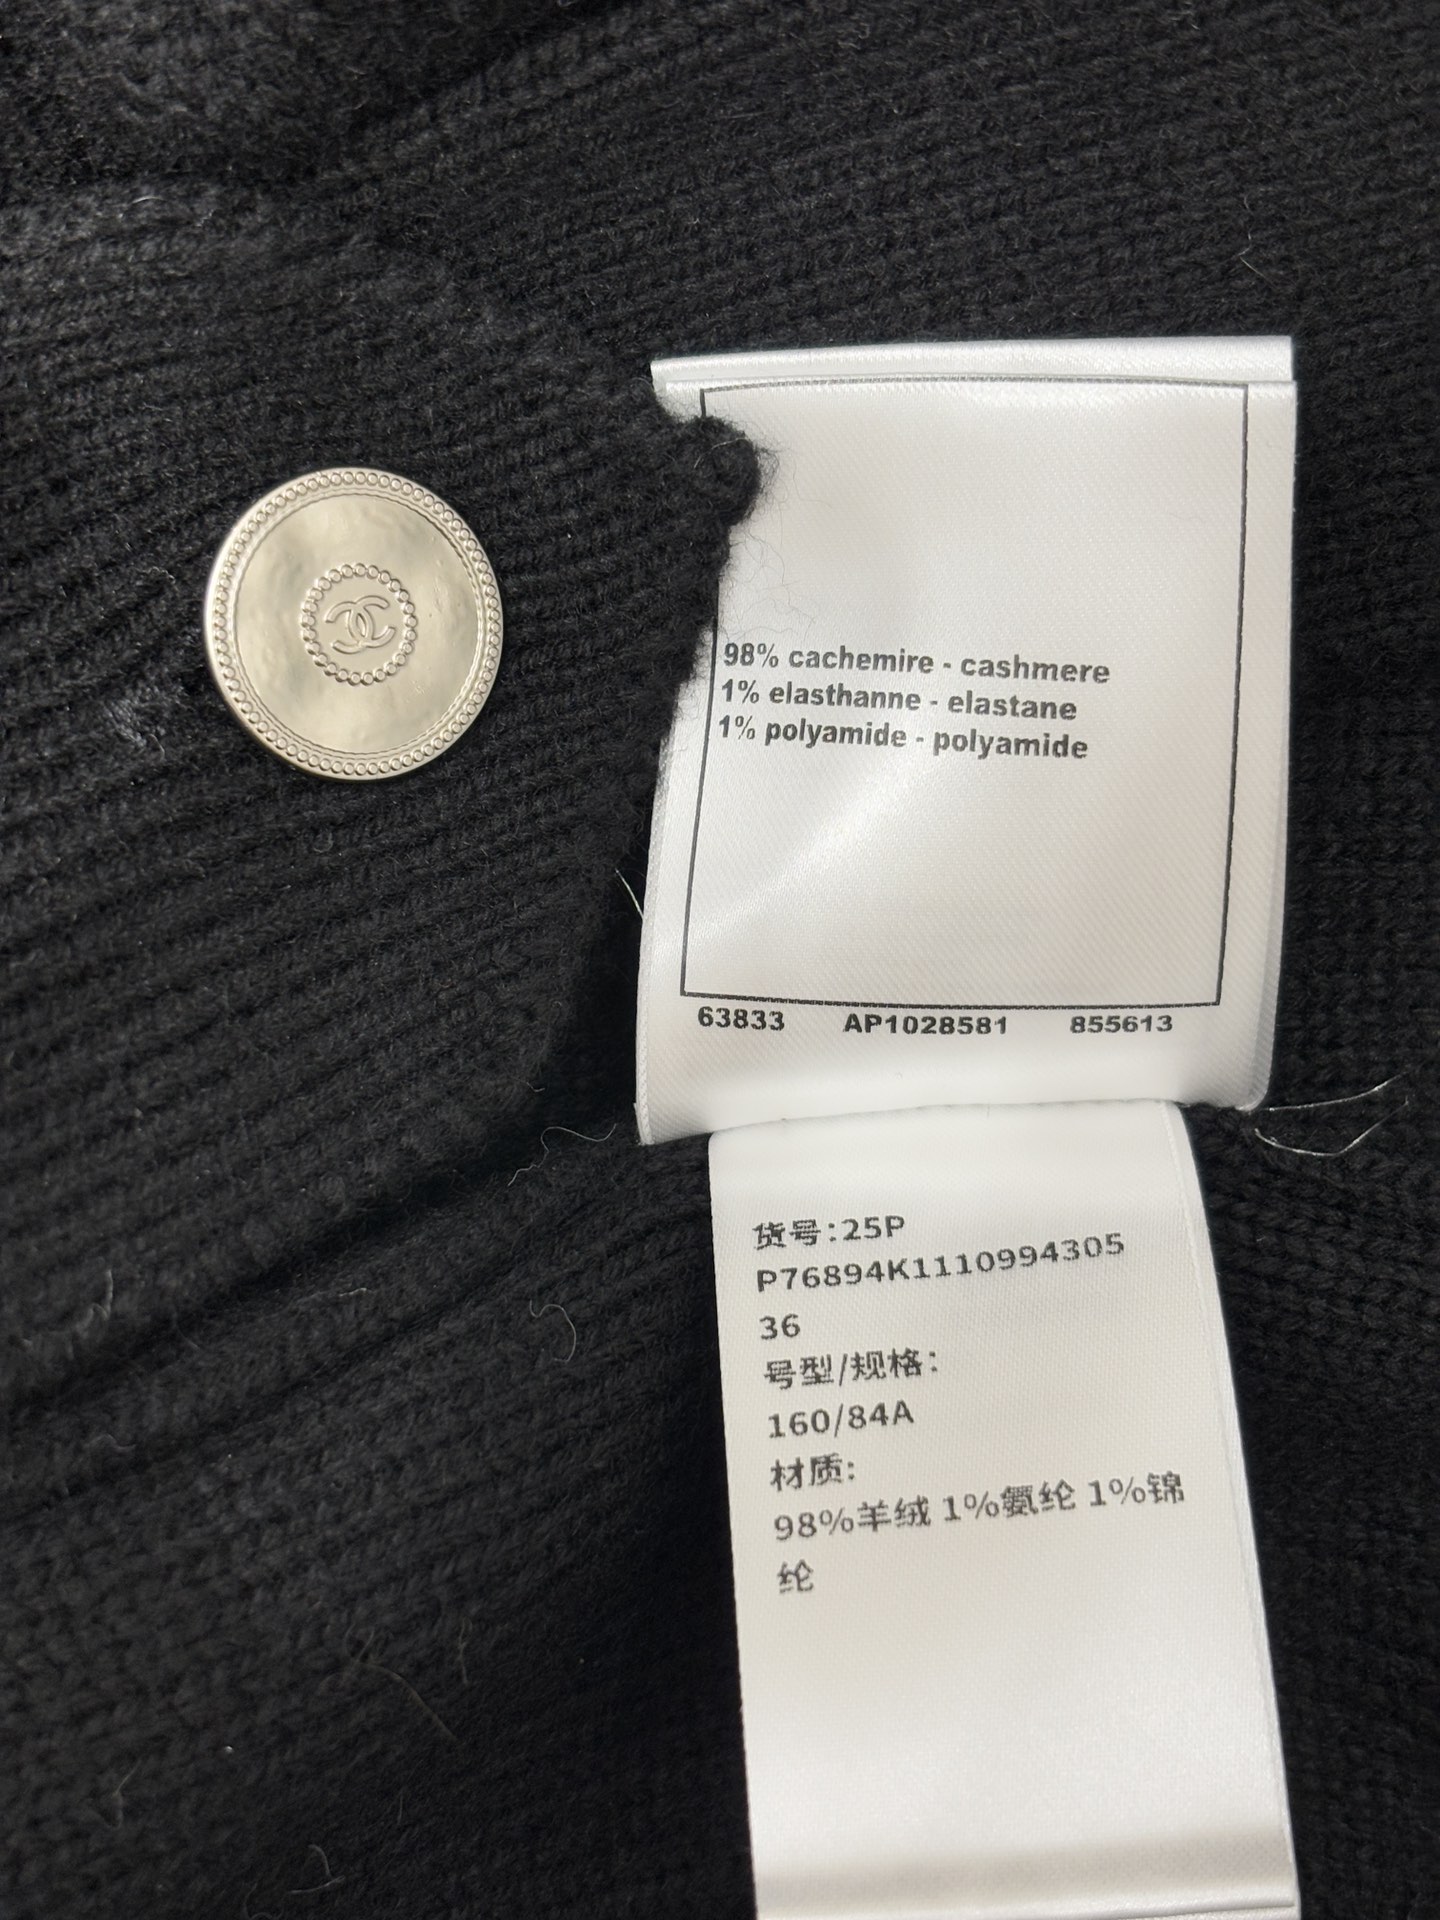 98% cachemire - cashmere
1% elasthanne - elastane
1% polyamide - polyamide
63833 AP1028581 855613
货号:25P
P76894K1110994305
36
号型/规格:
160/84A
材质:
98%羊绒 1%氨纶 1%锦
纶